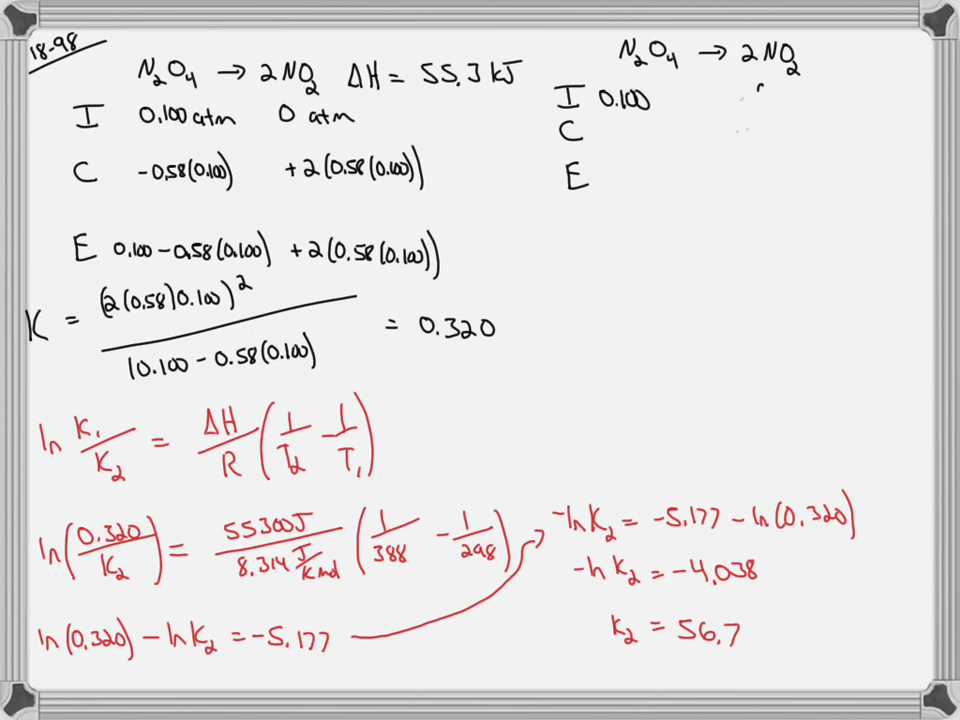 18-98
N₂O₄ → 2NO₂ ΔH = 55.3 kJ
I 0.100 atm 0 atm
C -0.58(0.100) +2(0.58(0.100))
E 0.100-0.58(0.100) +2(0.58(0.100))
K = (2(0.58)0.100)² / (0.100 - 0.58(0.100)) = 0.320
ln K₁/K₂ = ΔH/R (1/T₂ - 1/T₁)
ln(0.320/K₂) = 55300J / 8.314 J/K mol (1/388 - 1/298)
ln(0.320) - ln K₂ = -5.177
N₂O₄ → 2NO₂
I 0.100
C
E
-ln K₂ = -5.177 - ln(0.320)
-ln K₂ = -4.038
K₂ = 56.7